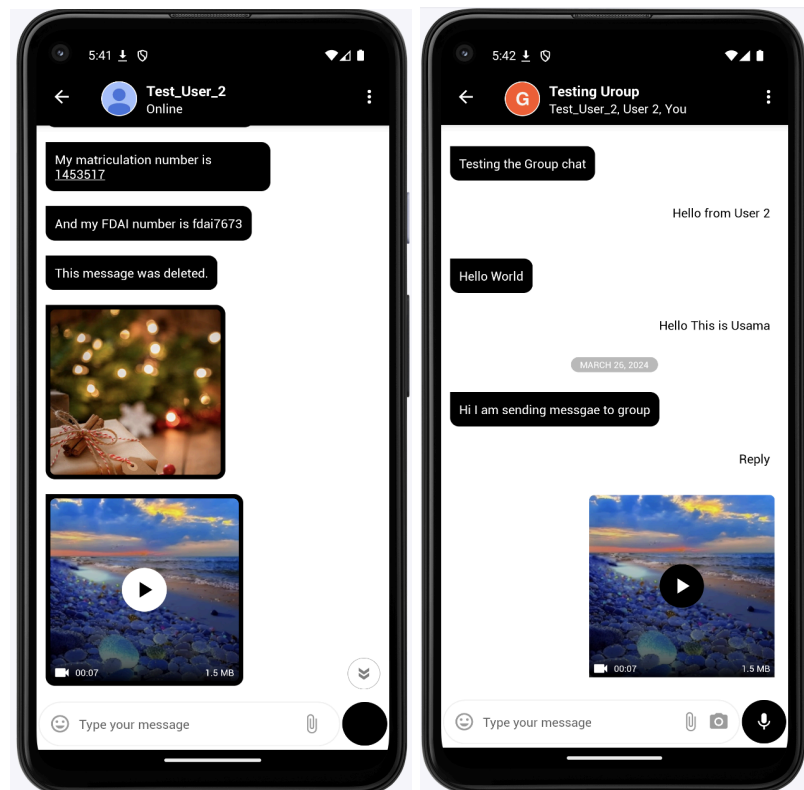 5:41
Test_User_2
Online
My matriculation number is
1453517
And my FDAI number is fdai7673
This message was deleted.
00:07 1.5 MB
Type your message
5:42
G
Testing Uroup
Test_User_2, User 2, You
Testing the Group chat
Hello from User 2
Hello World
Hello This is Usama
MARCH 26, 2024
Hi I am sending messgae to group
Reply
00:07 1.5 MB
Type your message